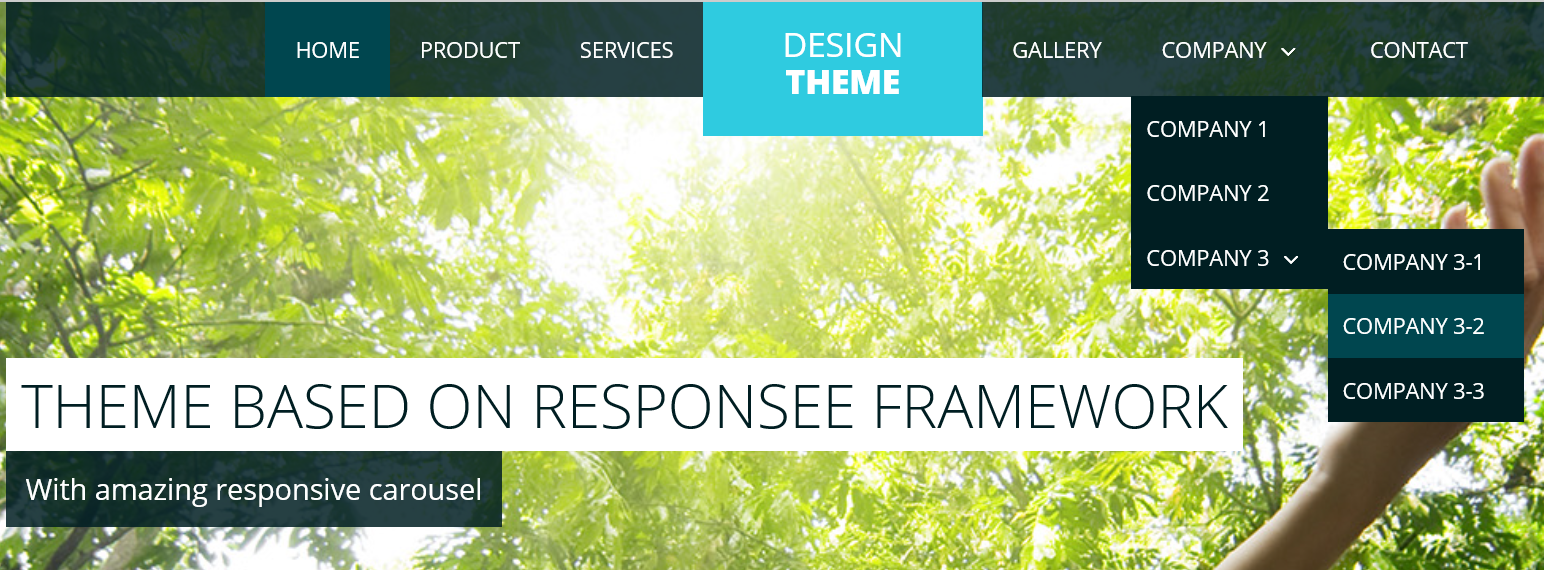 HOME
PRODUCT
SERVICES
DESIGN
THEME
GALLERY
COMPANY
CONTACT
COMPANY 1
COMPANY 2
COMPANY 3
COMPANY 3-1
COMPANY 3-2
COMPANY 3-3
THEME BASED ON RESPONSEE FRAMEWORK
With amazing responsive carousel